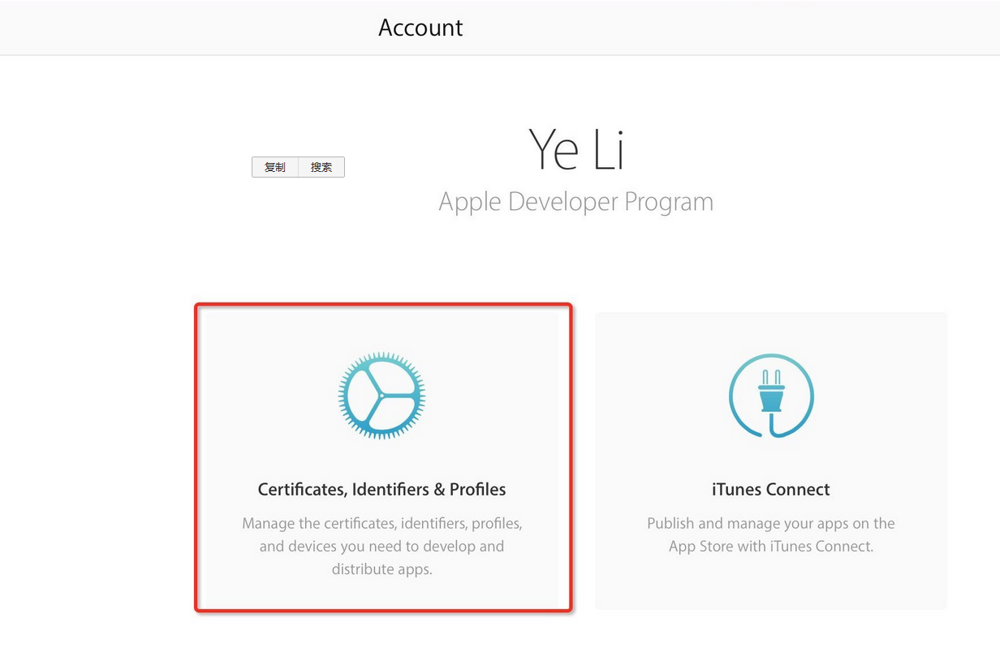 Account
Ye Li
复制 搜索
Apple Developer Program
Certificates, Identifiers & Profiles
Manage the certificates, identifiers, profiles,
and devices you need to develop and
distribute apps.
iTunes Connect
Publish and manage your apps on the
App Store with iTunes Connect.